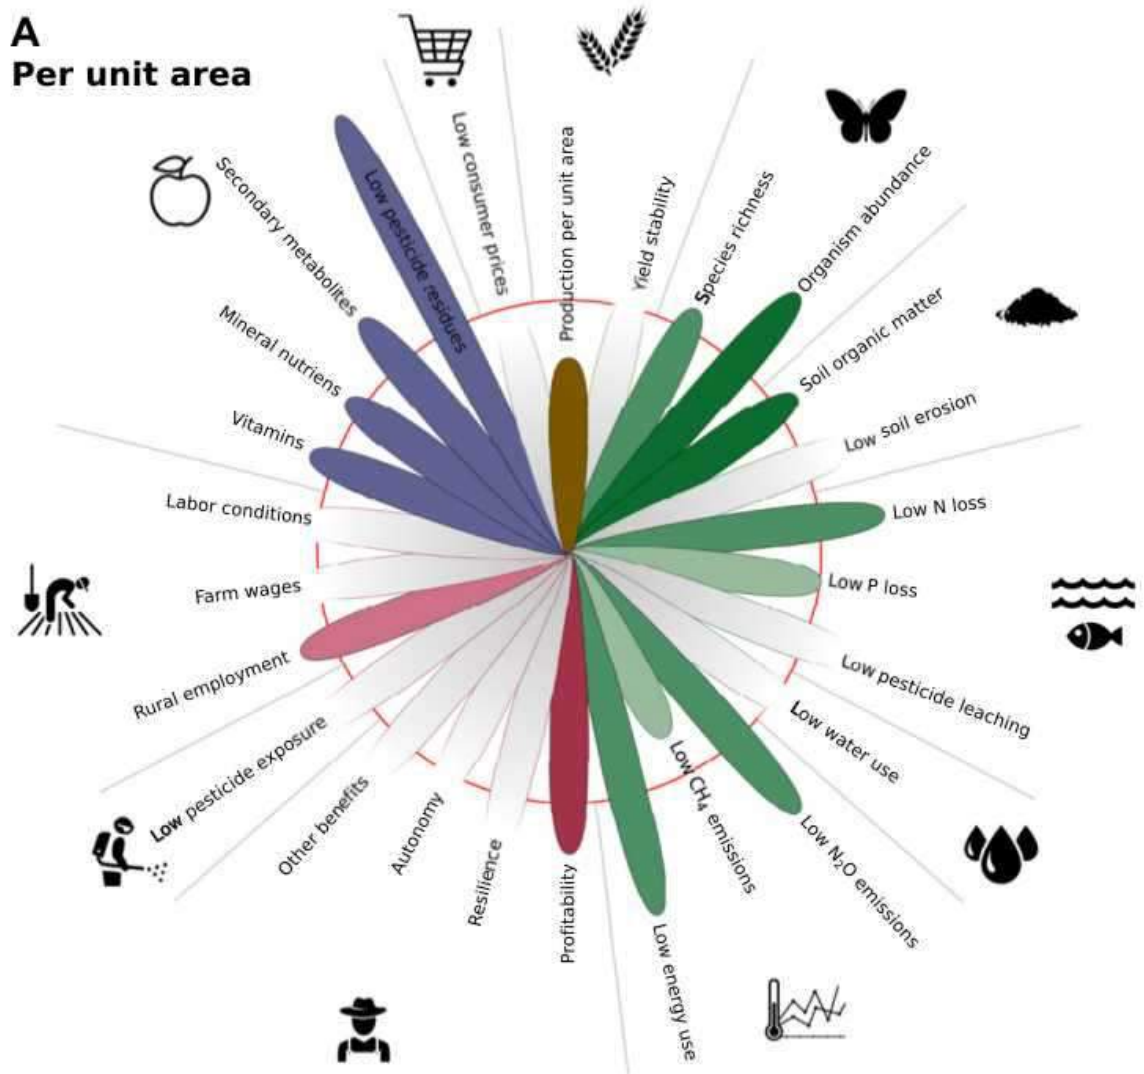 A
Per unit area
Low consumer prices
Production per unit area
Yield stability
Species richness
Organism abundance
Soil organic matter
Low soil erosion
Low N loss
Low P loss
Low pesticide leaching
Low water use
Low N₂O emissions
Low CH₄ emissions
Low energy use
Profitability
Resilience
Autonomy
Other benefits
Low pesticide exposure
Rural employment
Farm wages
Labor conditions
Vitamins
Mineral nutriens
Secondary metabolites
Low pesticide residues